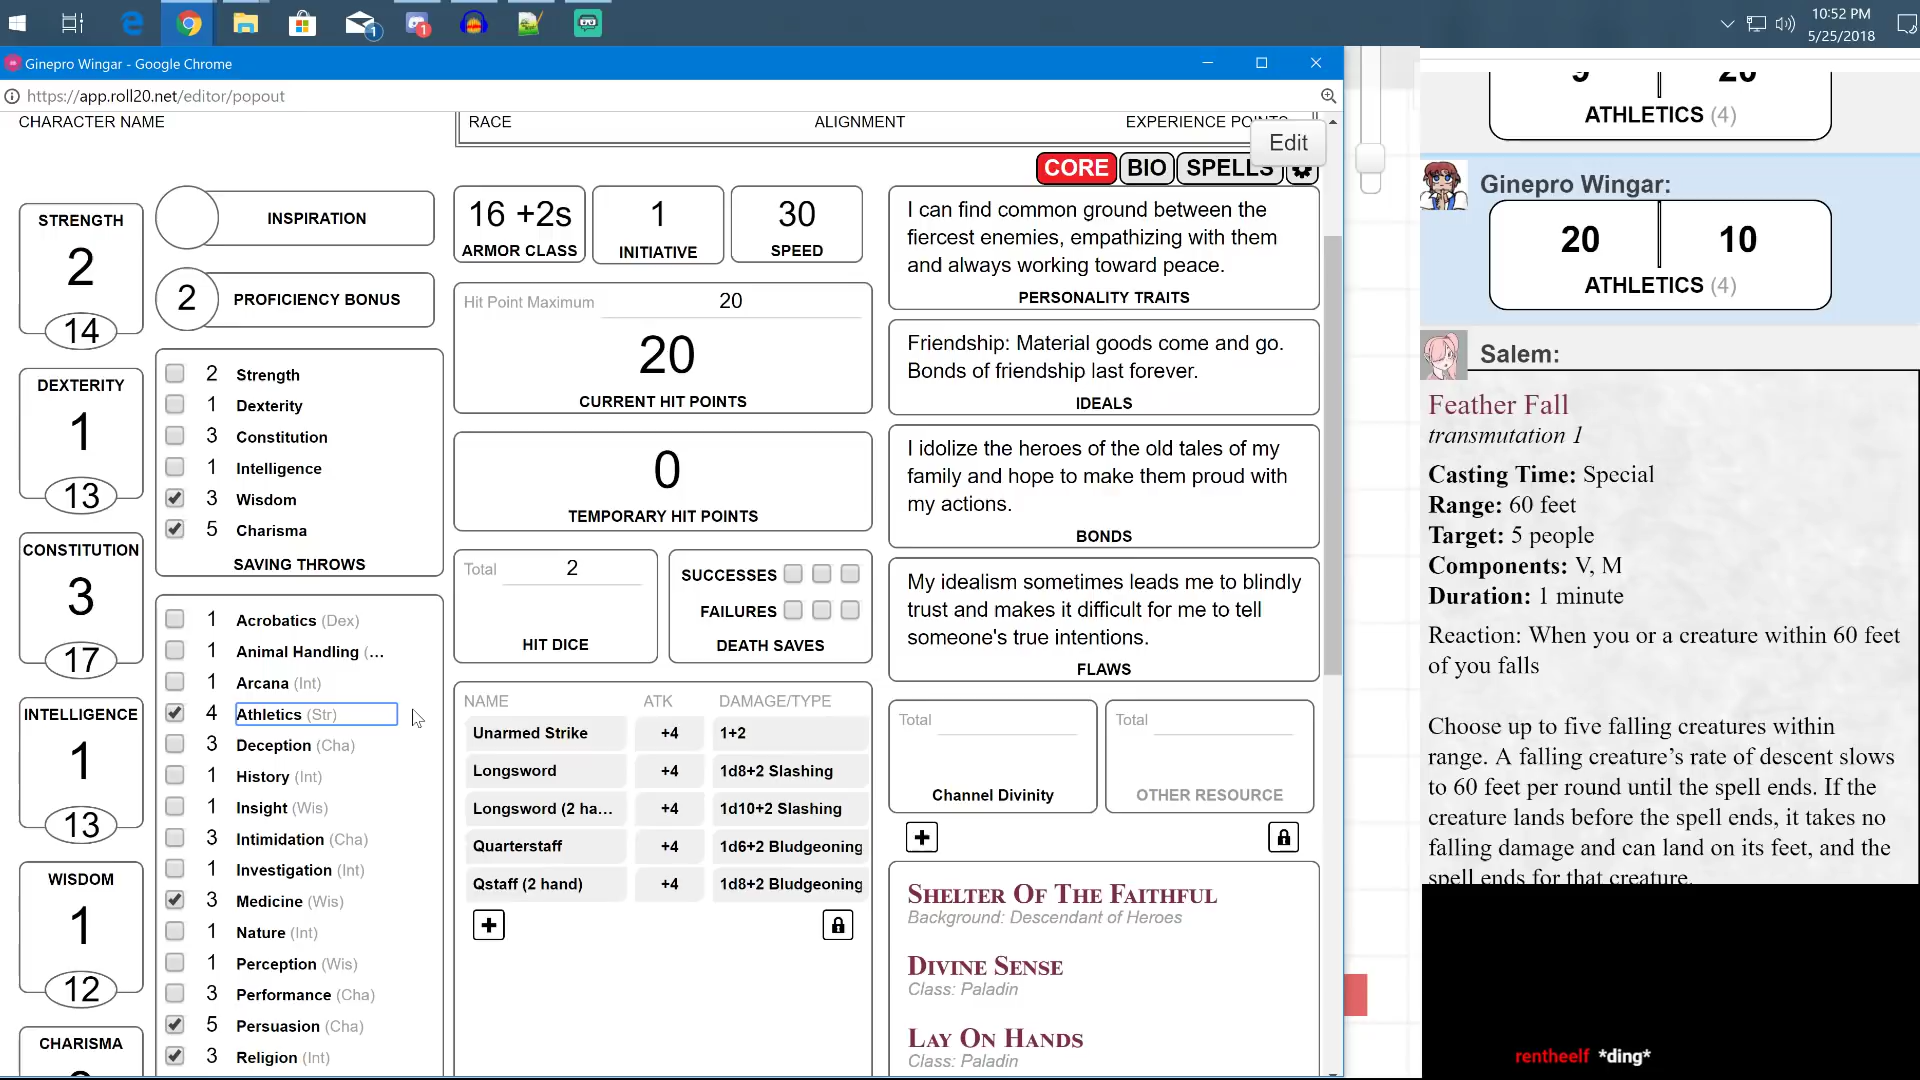 10:52 PM
5/25/2018
1
1
Ginepro Wingar - Google Chrome
https://app.roll20.net/editor/popout
CHARACTER NAME
RACE
ALIGNMENT
EXPERIENCE POINTS
Edit
CORE
BIO
SPELLS
STRENGTH
2
14
DEXTERITY
1
13
CONSTITUTION
3
17
INTELLIGENCE
1
13
WISDOM
1
12
CHARISMA
INSPIRATION
2
PROFICIENCY BONUS
2 Strength
1 Dexterity
3 Constitution
1 Intelligence
3 Wisdom
5 Charisma
SAVING THROWS
1 Acrobatics (Dex)
1 Animal Handling (...
1 Arcana (Int)
4 Athletics (Str)
3 Deception (Cha)
1 History (Int)
1 Insight (Wis)
3 Intimidation (Cha)
1 Investigation (Int)
3 Medicine (Wis)
1 Nature (Int)
1 Perception (Wis)
3 Performance (Cha)
5 Persuasion (Cha)
3 Religion (Int)
16 +2s
ARMOR CLASS
1
INITIATIVE
30
SPEED
Hit Point Maximum 20
20
CURRENT HIT POINTS
0
TEMPORARY HIT POINTS
Total 2
HIT DICE
SUCCESSES
FAILURES
DEATH SAVES
NAME ATK DAMAGE/TYPE
Unarmed Strike +4 1+2
Longsword +4 1d8+2 Slashing
Longsword (2 ha... +4 1d10+2 Slashing
Quarterstaff +4 1d6+2 Bludgeoning
Qstaff (2 hand) +4 1d8+2 Bludgeoning
I can find common ground between the
fiercest enemies, empathizing with them
and always working toward peace.
PERSONALITY TRAITS
Friendship: Material goods come and go.
Bonds of friendship last forever.
IDEALS
I idolize the heroes of the old tales of my
family and hope to make them proud with
my actions.
BONDS
My idealism sometimes leads me to blindly
trust and makes it difficult for me to tell
someone's true intentions.
FLAWS
Total
Channel Divinity
Total
OTHER RESOURCE
SHELTER OF THE FAITHFUL
Background: Descendant of Heroes
DIVINE SENSE
Class: Paladin
LAY ON HANDS
Class: Paladin
20
ATHLETICS (4)
Ginepro Wingar:
20 10
ATHLETICS (4)
Salem:
Feather Fall
transmutation 1
Casting Time: Special
Range: 60 feet
Target: 5 people
Components: V, M
Duration: 1 minute
Reaction: When you or a creature within 60 feet
of you falls
Choose up to five falling creatures within
range. A falling creature’s rate of descent slows
to 60 feet per round until the spell ends. If the
creature lands before the spell ends, it takes no
falling damage and can land on its feet, and the
spell ends for that creature.
rentheelf *ding*